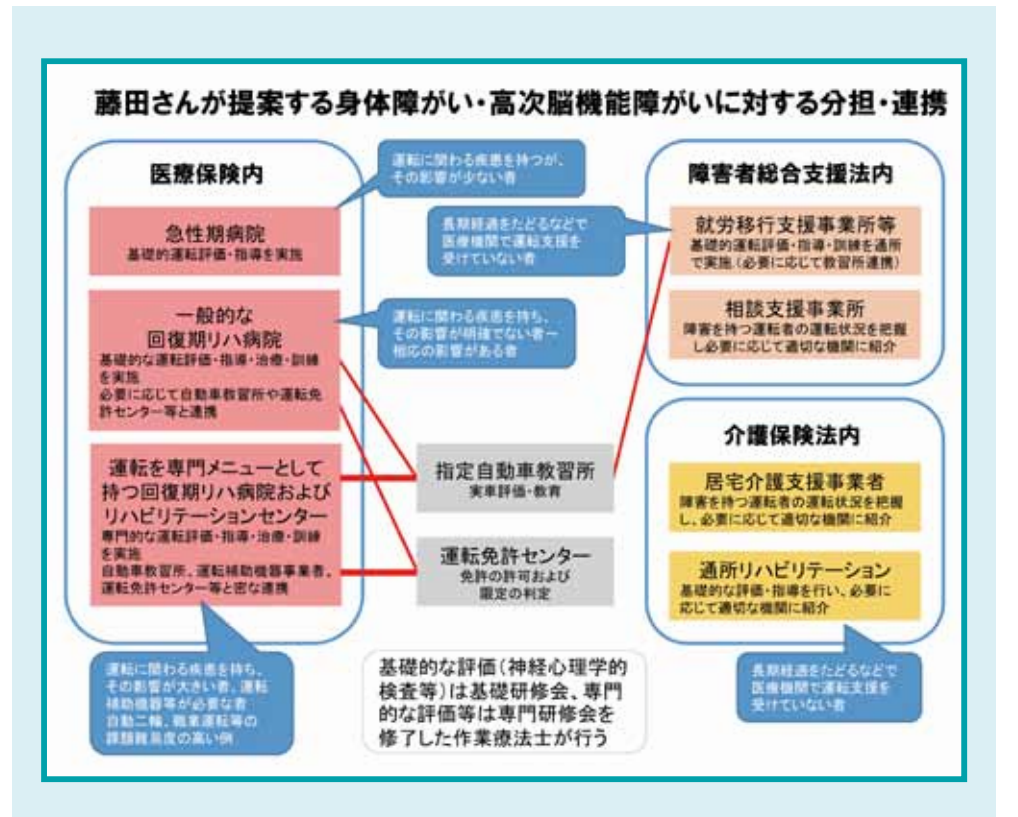 藤田さんが提案する身体障がい・高次脳機能障がいに対する分担・連携
医療保険内
急性期病院
基礎的運転評価・指導を実施
一般的な
回復期リハ病院
基礎的な運転評価・指導・治療・訓練
を実施
必要に応じて自動車教習所や運転免
許センター等と連携
運転を専門メニューとして
持つ回復期リハ病院および
リハビリテーションセンター
専門的な運転評価・指導・治療・訓練
を実施
自動車教習所、運転補助機器事業者、
運転免許センター等と密な連携
運転に関わる疾患を持ち、
その影響が大きい者、運転
補助機器等が必要な者
自動二輪、職業運転等の
課題難易度の高い例
運転に関わる疾患を持つが、
その影響が少ない者
長期経過をたどるなどで
医療機関で運転支援を
受けていない者
運転に関わる疾患を持ち、
その影響が明確でない者ー
相応の影響がある者
指定自動車教習所
実車評価・教育
運転免許センター
免許の許可および
限定の判定
基礎的な評価(神経心理学的
検査等)は基礎研修会、専門
的な評価等は専門研修会を
修了した作業療法士が行う
障害者総合支援法内
就労移行支援事業所等
基礎的運転評価・指導・訓練を通所
で実施(必要に応じて教習所連携)
相談支援事業所
障害を持つ運転者の運転状況を把握
し必要に応じて適切な機関に紹介
介護保険法内
居宅介護支援事業者
障害を持つ運転者の運転状況を把握
し、必要に応じて適切な機関に紹介
通所リハビリテーション
基礎的な評価・指導を行い、必要に
応じて適切な機関に紹介
長期経過をたどるなどで
医療機関で運転支援を
受けていない者